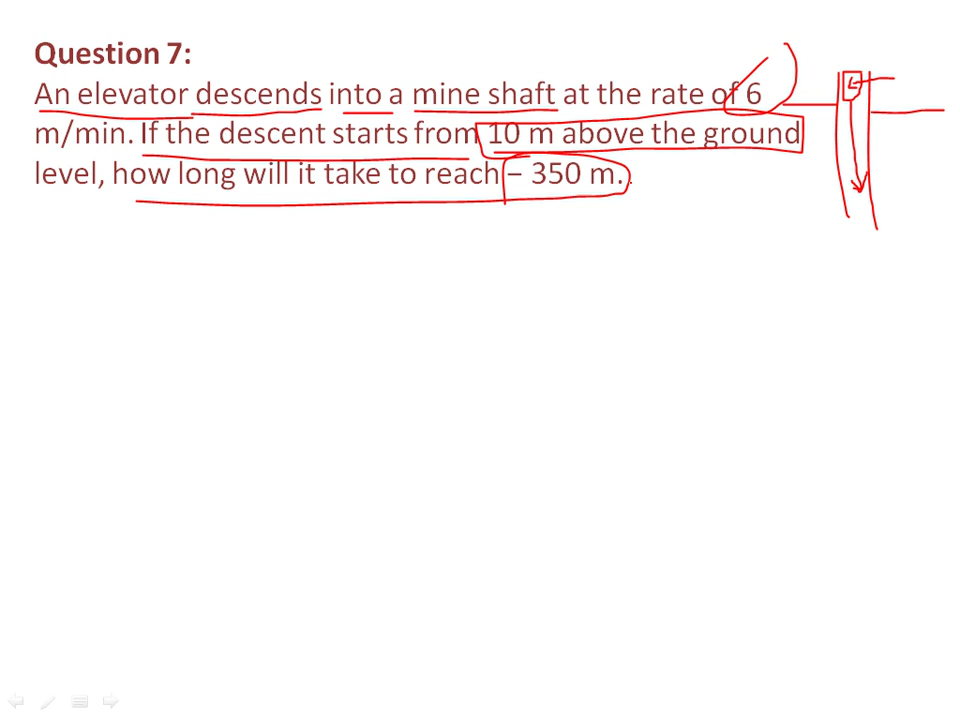 Question 7:
An elevator descends into a mine shaft at the rate of 6
m/min. If the descent starts from 10 m above the ground
level, how long will it take to reach − 350 m.